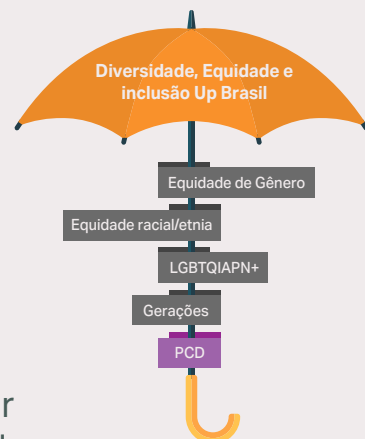 Diversidade, Equidade e
inclusão Up Brasil
Equidade de Gênero
Equidade racial/etnia
LGBTQIAPN+
Gerações
PCD
r